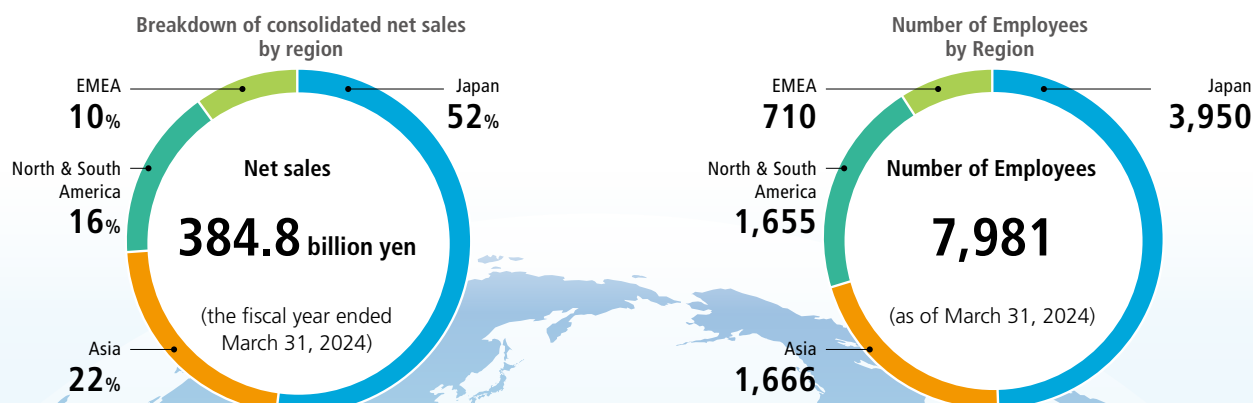 Breakdown of consolidated net sales
by region
EMEA
10%
Japan
52%
North & South
America
16%
Net sales
384.8 billion yen
(the fiscal year ended
March 31, 2024)
Asia
22%
Number of Employees
by Region
EMEA
710
Japan
3,950
North & South
America
1,655
Number of Employees
7,981
(as of March 31, 2024)
Asia
1,666